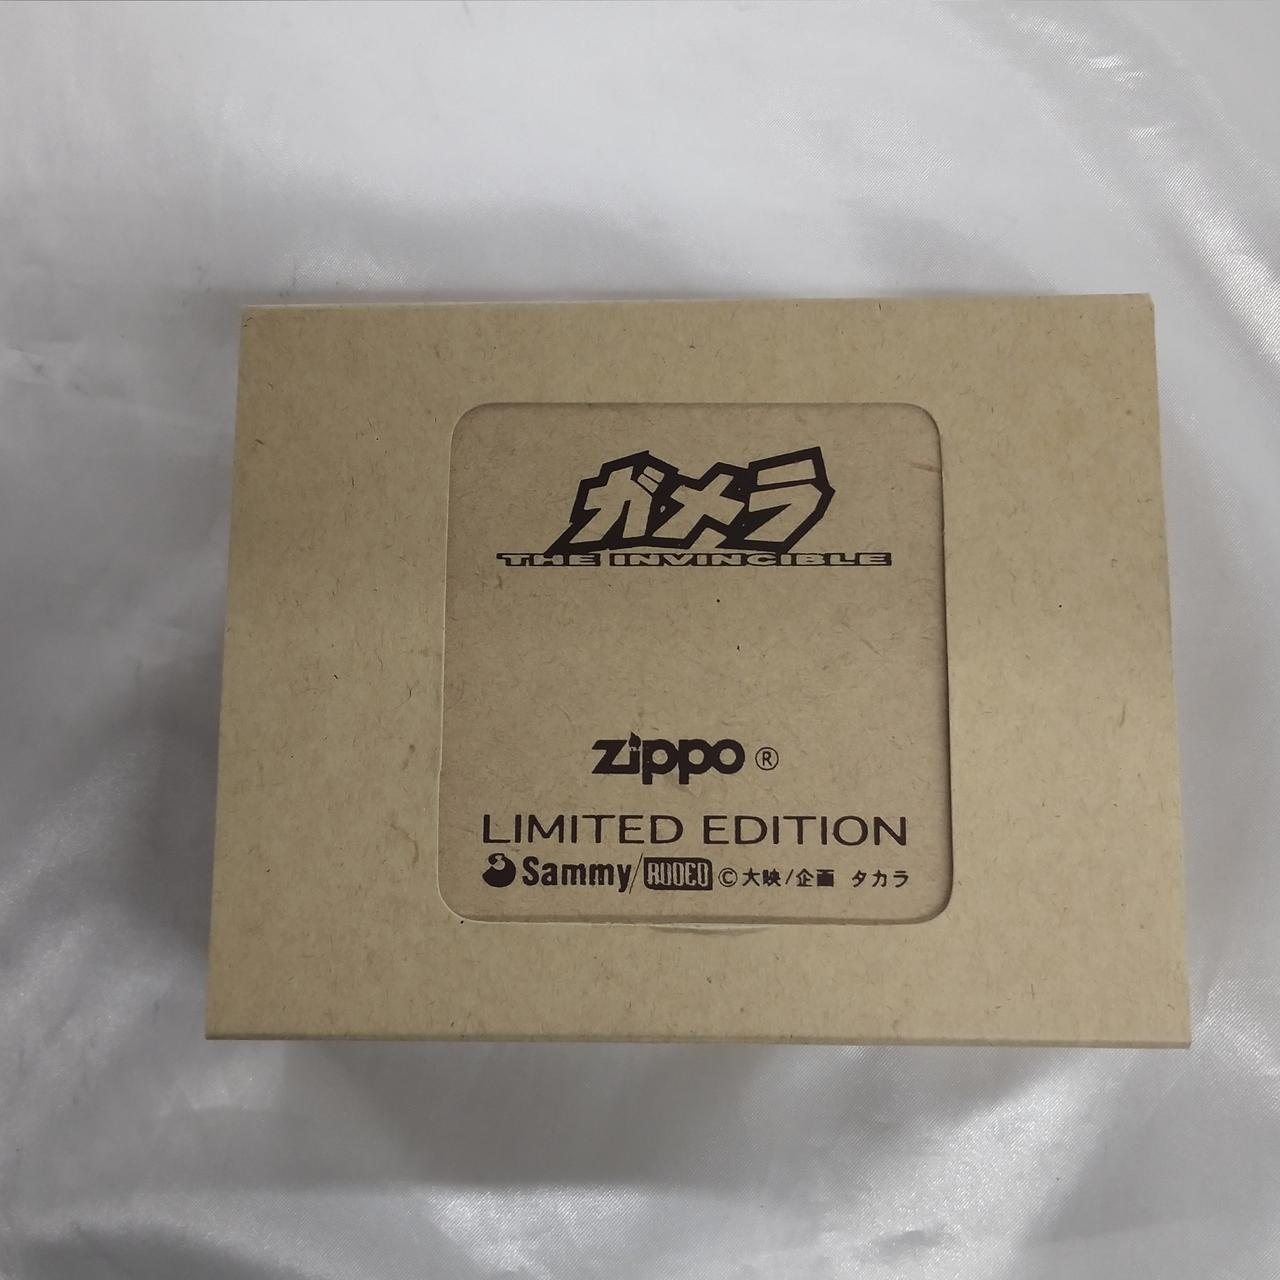 ガメラ
THE INVINCIBLE
zippo ®
LIMITED EDITION
Sammy/RODEO ©大映/企画 タカラ